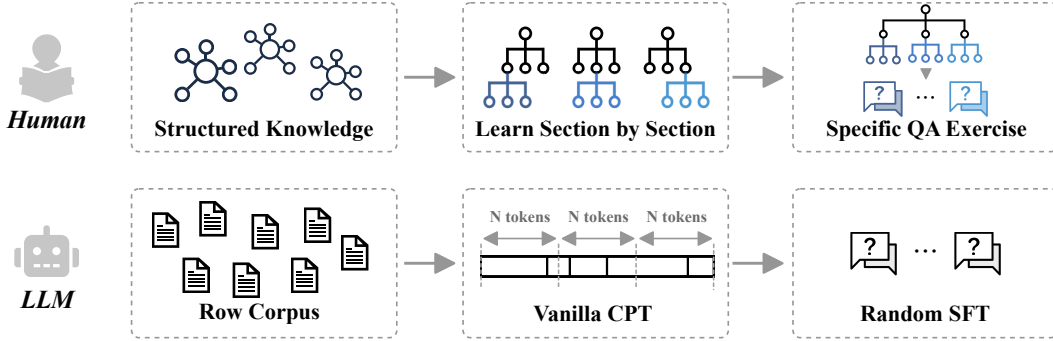 Human
Structured Knowledge
Learn Section by Section
? ... ?
Specific QA Exercise
LLM
Row Corpus
N tokens N tokens N tokens
Vanilla CPT
? ... ?
Random SFT